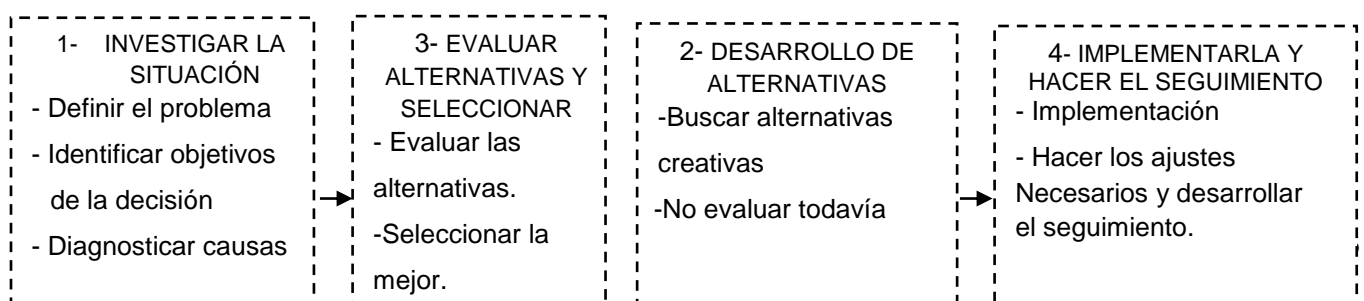 1- INVESTIGAR LA
SITUACIÓN
- Definir el problema
- Identificar objetivos
de la decisión
- Diagnosticar causas
3- EVALUAR
ALTERNATIVAS Y
SELECCIONAR
- Evaluar las
alternativas.
-Seleccionar la
mejor.
2- DESARROLLO DE
ALTERNATIVAS
-Buscar alternativas
creativas
-No evaluar todavía
4- IMPLEMENTARLA Y
HACER EL SEGUIMIENTO
- Implementación
- Hacer los ajustes
Necesarios y desarrollar
el seguimiento.